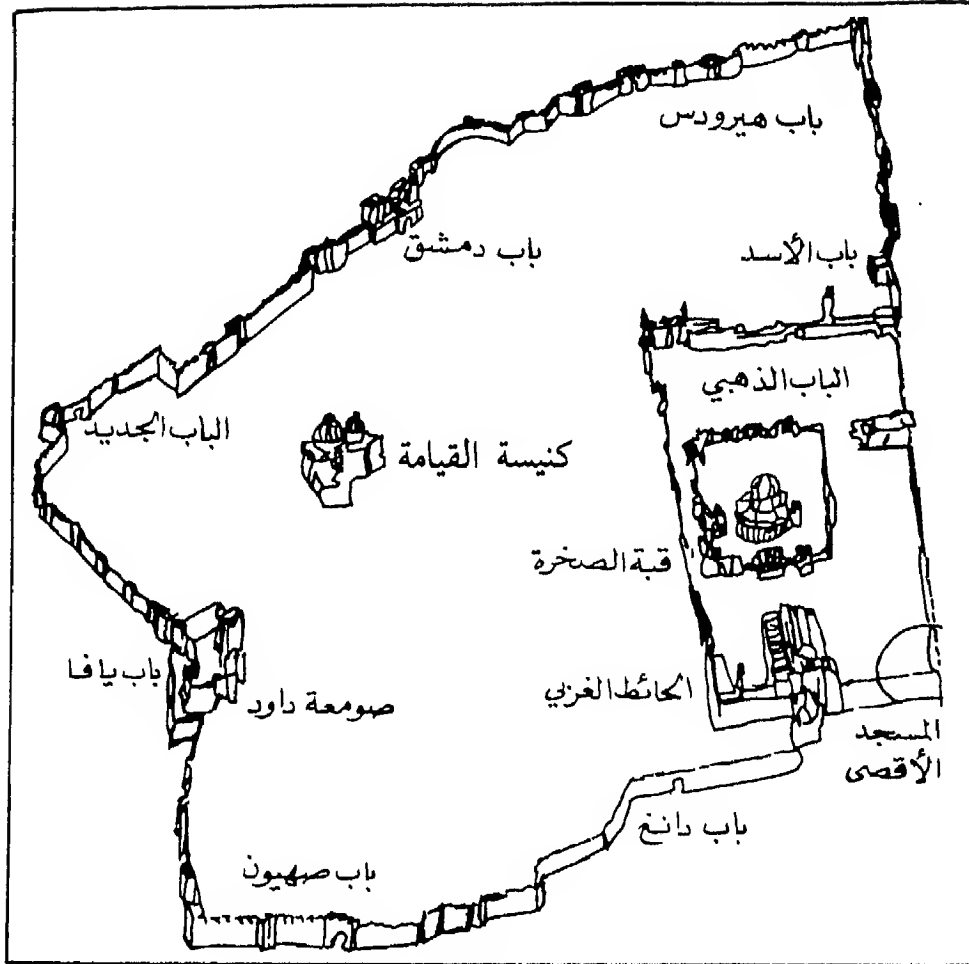 باب هيرودس
باب دمشق
باب الأسد
الباب الذهبي
الباب الجديد
كنيسة القيامة
قبة الصخرة
باب يافا
صومعة داود
الحائط الغربي
المسجد
الأقصى
باب دانغ
باب صهيون